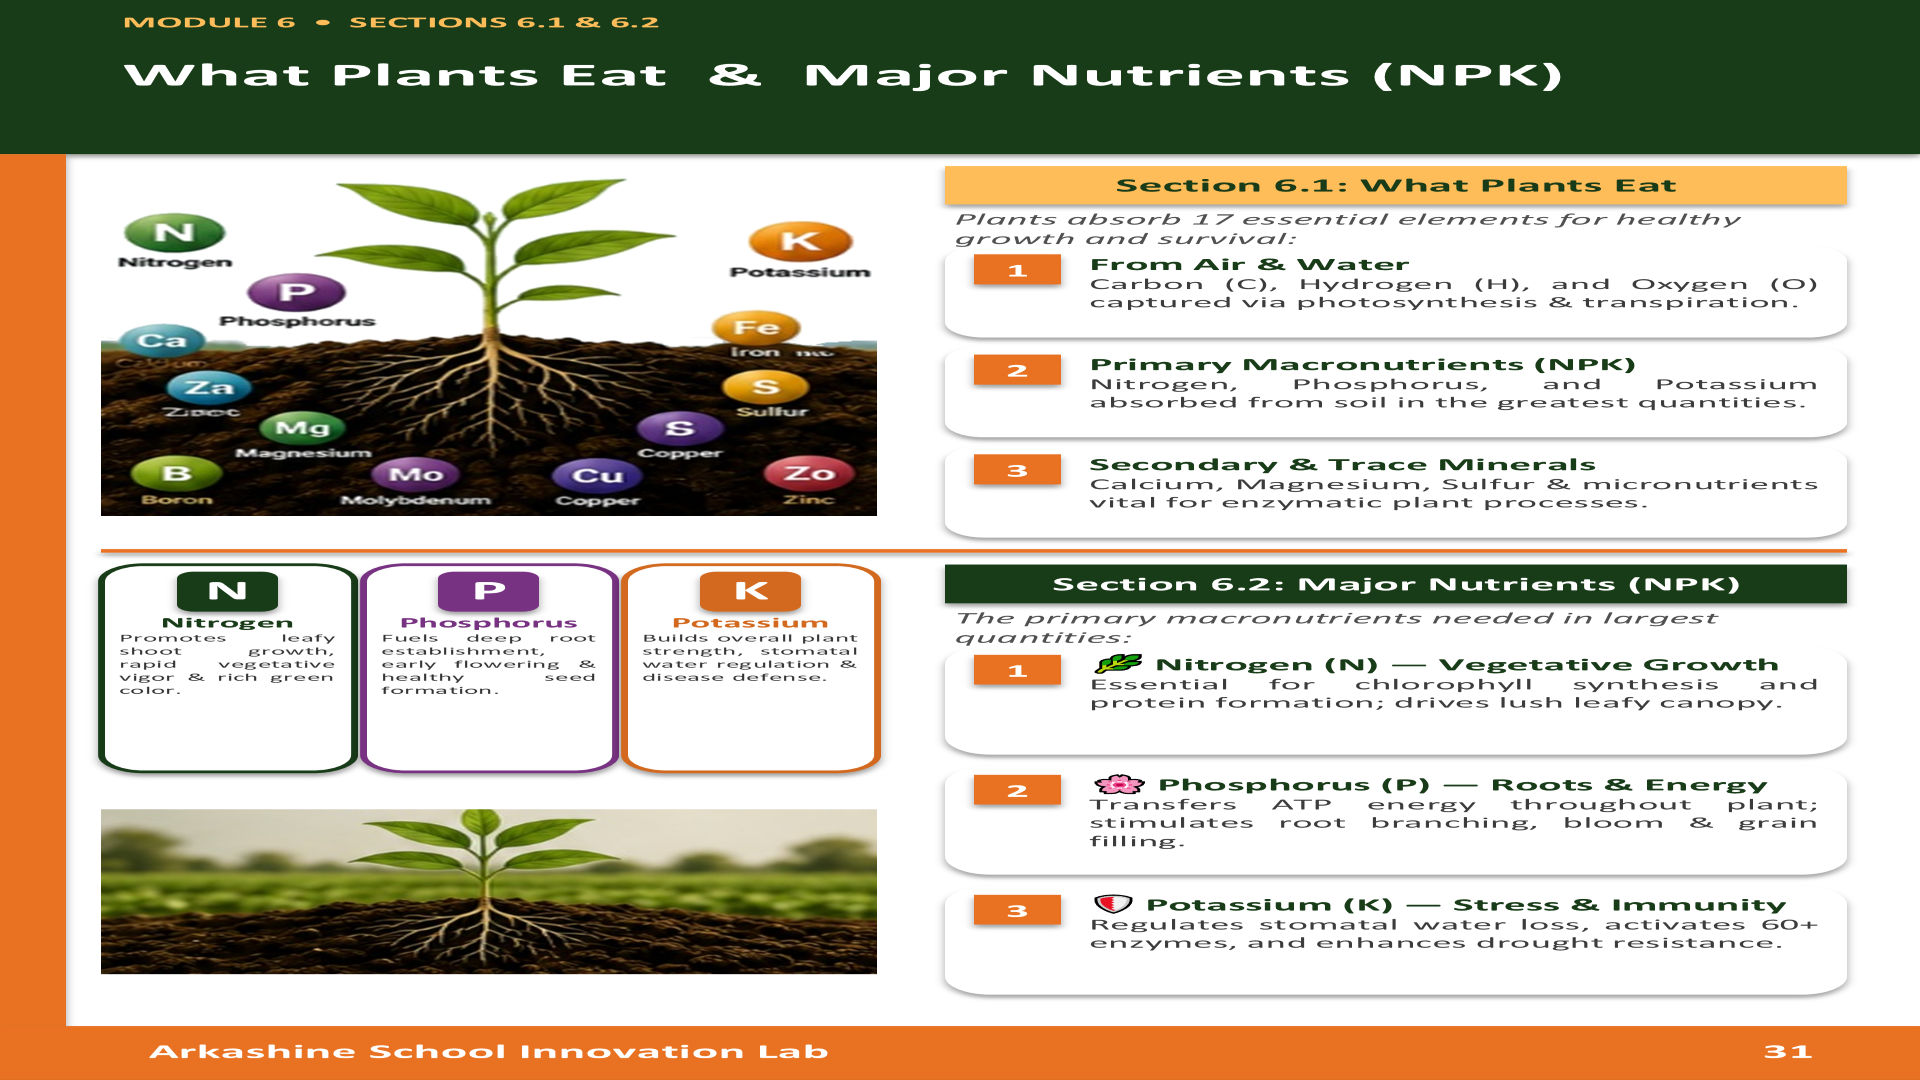 MODULE 6 • SECTIONS 6.1 & 6.2
What Plants Eat & Major Nutrients (NPK)
N
Nitrogen
P
Phosphorus
K
Potassium
Ca
Fe
Iron
Za
S
Sulfur
Mg
Magnesium
S
Copper
B
Boron
Mo
Molybdenum
Cu
Copper
Zo
Zinc
Section 6.1: What Plants Eat
Plants absorb 17 essential elements for healthy
growth and survival:
1
From Air & Water
Carbon (C), Hydrogen (H), and Oxygen (O)
captured via photosynthesis & transpiration.
2
Primary Macronutrients (NPK)
Nitrogen, Phosphorus, and Potassium
absorbed from soil in the greatest quantities.
3
Secondary & Trace Minerals
Calcium, Magnesium, Sulfur & micronutrients
vital for enzymatic plant processes.
N
Nitrogen
Promotes leafy
shoot growth,
rapid vegetative
vigor & rich green
color.
P
Phosphorus
Fuels deep root
establishment,
early flowering &
healthy seed
formation.
K
Potassium
Builds overall plant
strength, stomatal
water regulation &
disease defense.
Section 6.2: Major Nutrients (NPK)
The primary macronutrients needed in largest
quantities:
1
Nitrogen (N) — Vegetative Growth
Essential for chlorophyll synthesis and
protein formation; drives lush leafy canopy.
2
Phosphorus (P) — Roots & Energy
Transfers ATP energy throughout plant;
stimulates root branching, bloom & grain
filling.
3
Potassium (K) — Stress & Immunity
Regulates stomatal water loss, activates 60+
enzymes, and enhances drought resistance.
Arkashine School Innovation Lab
31